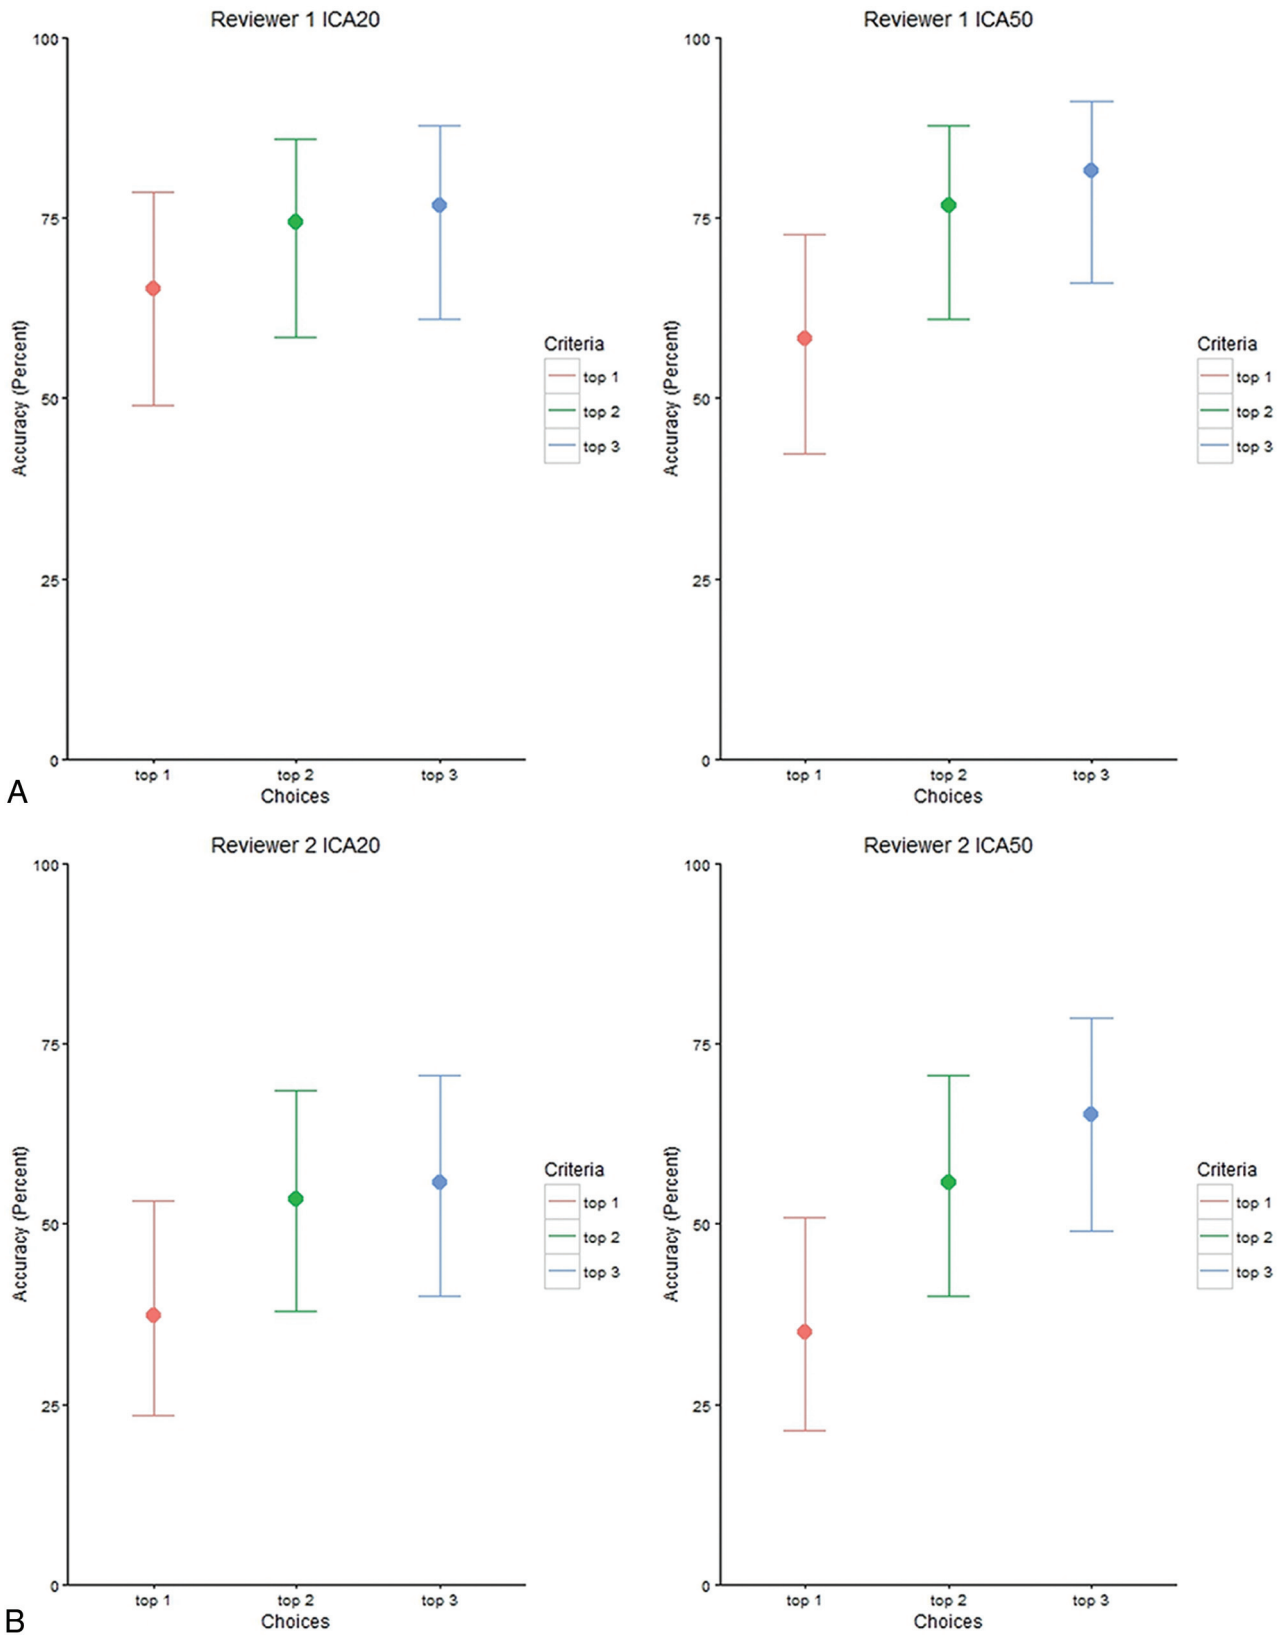 Reviewer 1 ICA20
100
75
50
25
0
Accuracy (Percent)
top 1
top 2
top 3
Choices
Criteria
top 1
top 2
top 3
Reviewer 1 ICA50
100
75
50
25
0
Accuracy (Percent)
top 1
top 2
top 3
Choices
Criteria
top 1
top 2
top 3
A
Reviewer 2 ICA20
100
75
50
25
0
Accuracy (Percent)
top 1
top 2
top 3
Choices
Criteria
top 1
top 2
top 3
Reviewer 2 ICA50
100
75
50
25
0
Accuracy (Percent)
top 1
top 2
top 3
Choices
Criteria
top 1
top 2
top 3
B